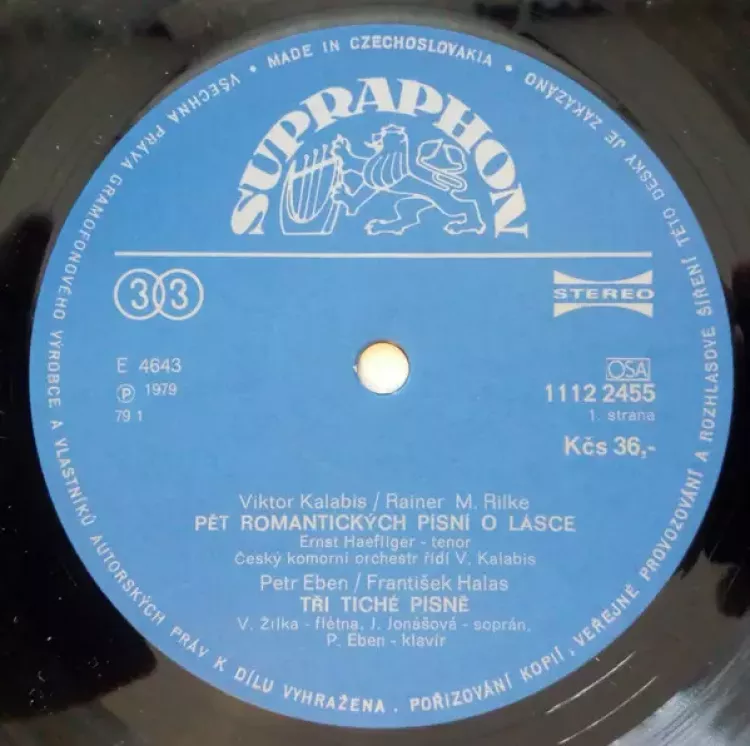 VŠECHNA PRÁVA GRAMOFONOVÉHO VÝROBCE A VLASTNÍKŮ AUTORSKÝCH PRÁV K DÍLU VYHRAŽENA . POŘIZOVÁNÍ KOPIÍ, VEŘEJNÉ PROVOZOVÁNÍ A ROZHLASOVÉ ŠÍŘENÍ TÉTO DESKY JE ZAKÁZÁNO
• MADE IN CZECHOSLOVAKIA •
SUPRAPHON
33
STEREO
E 4643
Ⓟ 1979
79 1
OSA
1112 2455
1. strana
Kčs 36,-
Viktor Kalabis / Rainer M. Rilke
PĚT ROMANTICKÝCH PÍSNÍ O LÁSCE
Ernst Haefliger - tenor
Český komorní orchestr řídí V. Kalabis
Petr Eben / František Halas
TŘI TICHÉ PÍSNĚ
V. Žilka - flétna, J. Jonášová - soprán,
P. Eben - klavír